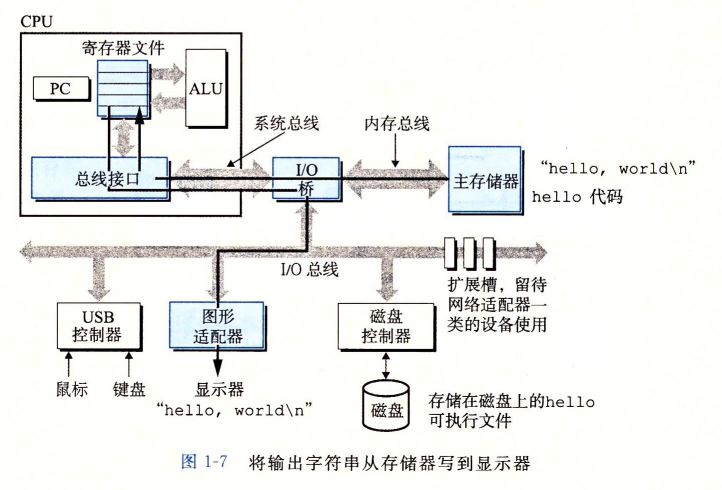 CPU
寄存器文件
PC
ALU
系统总线
内存总线
总线接口
I/O
桥
主存储器
“hello, world\n”
hello 代码
I/O 总线
扩展槽，留待
网络适配器一
类的设备使用
USB
控制器
图形
适配器
磁盘
控制器
鼠标
键盘
显示器
“hello, world\n”
磁盘
存储在磁盘上的hello
可执行文件
图 1-7 将输出字符串从存储器写到显示器